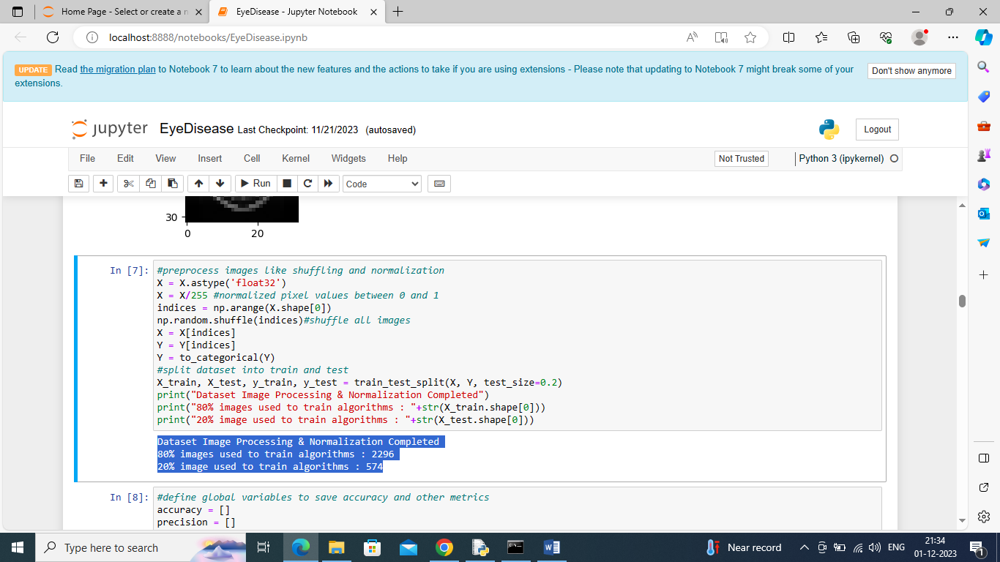 Home Page - Select or create a n
EyeDisease - Jupyter Notebook
localhost:8888/notebooks/EyeDisease.ipynb
UPDATE Read the migration plan to Notebook 7 to learn about the new features and the actions to take if you are using extensions - Please note that updating to Notebook 7 might break some of your
extensions.
Don't show anymore
jupyter EyeDisease Last Checkpoint: 11/21/2023 (autosaved)
Logout
File Edit View Insert Cell Kernel Widgets Help
Not Trusted
Python 3 (ipykernel)
Run
Code
30
0 20
In [7]: #preprocess images like shuffling and normalization
X = X.astype('float32')
X = X/255 #normalized pixel values between 0 and 1
indices = np.arange(X.shape[0])
np.random.shuffle(indices)#shuffle all images
X = X[indices]
Y = Y[indices]
Y = to_categorical(Y)
#split dataset into train and test
X_train, X_test, y_train, y_test = train_test_split(X, Y, test_size=0.2)
print("Dataset Image Processing & Normalization Completed")
print("80% images used to train algorithms : "+str(X_train.shape[0]))
print("20% image used to train algorithms : "+str(X_test.shape[0]))
Dataset Image Processing & Normalization Completed
80% images used to train algorithms : 2296
20% image used to train algorithms : 574
In [8]: #define global variables to save accuracy and other metrics
accuracy = []
precision = []
Type here to search
Near record
ENG
21:34
01-12-2023
1